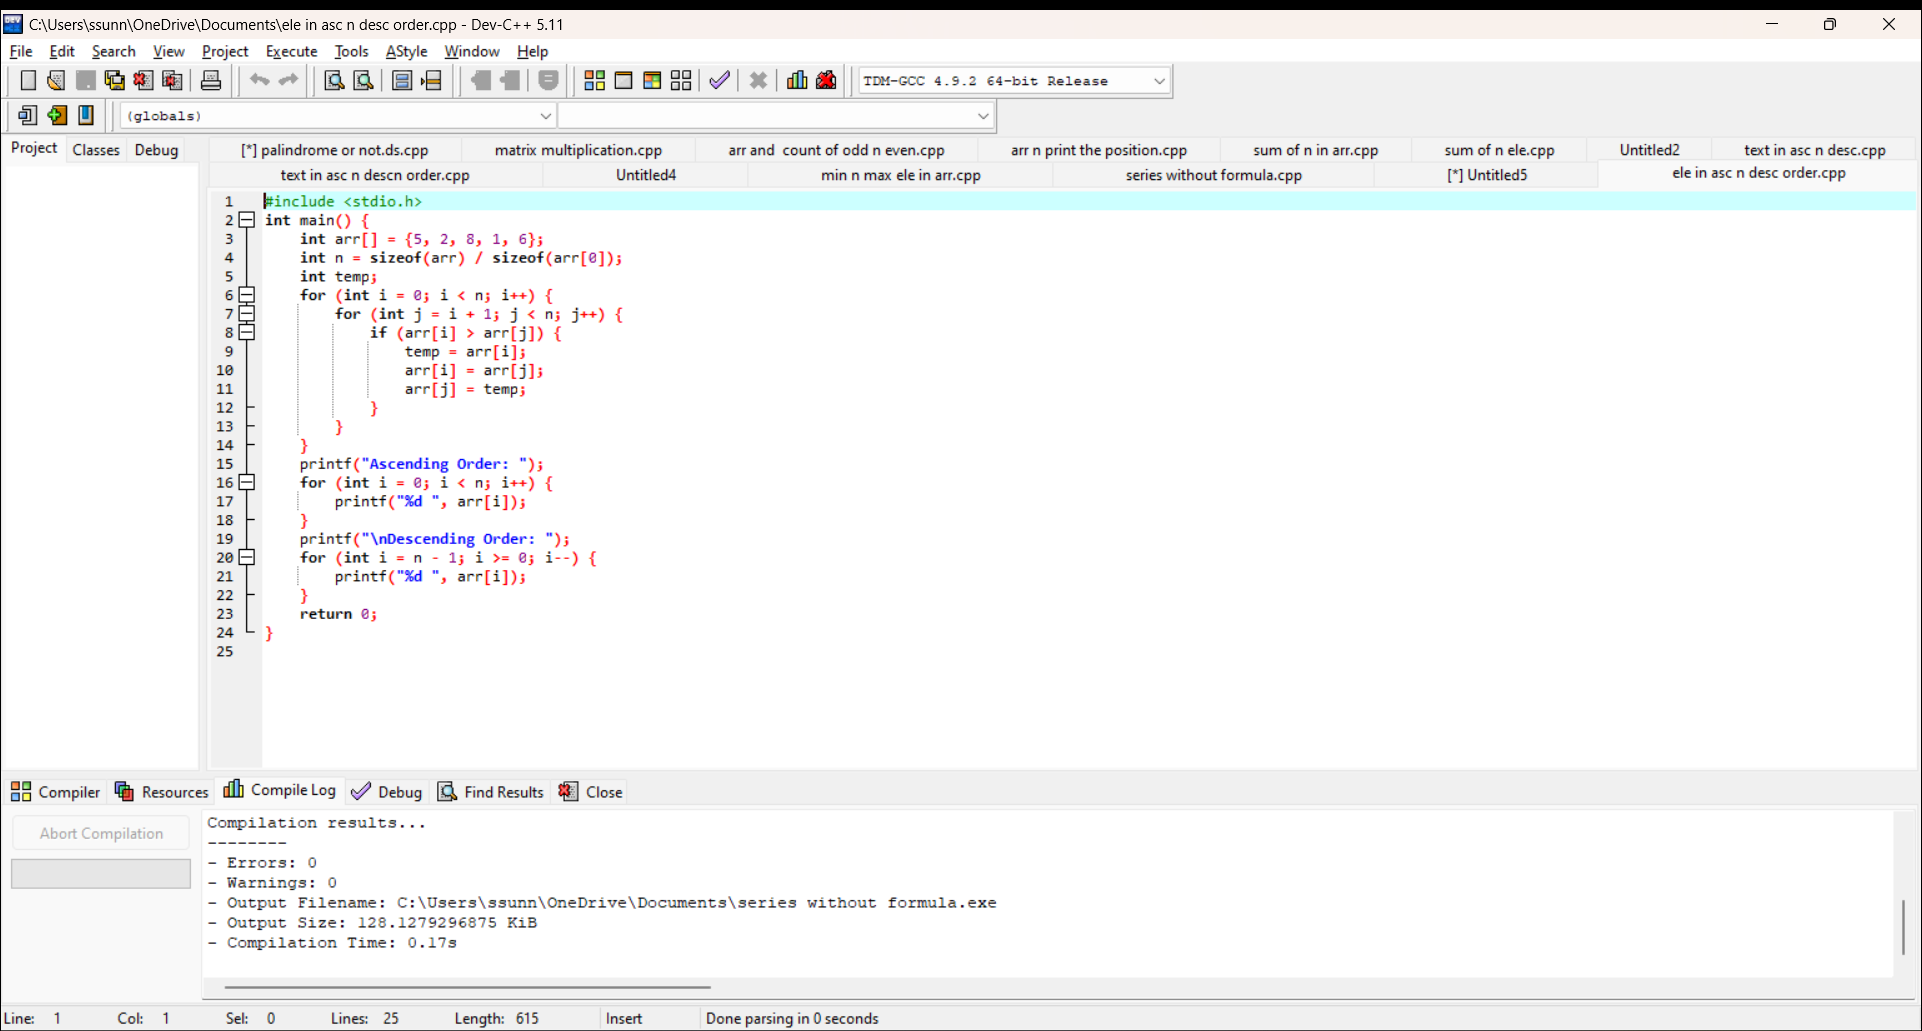 C:\Users\ssunn\OneDrive\Documents\ele in asc n desc order.cpp - Dev-C++ 5.11
File Edit Search View Project Execute Tools AStyle Window Help
TDM-GCC 4.9.2 64-bit Release
(globals)
Project Classes Debug
[*] palindrome or not.ds.cpp matrix multiplication.cpp arr and  count of odd n even.cpp arr n print the position.cpp sum of n in arr.cpp sum of n ele.cpp Untitled2 text in asc n desc.cpp
text in asc n descn order.cpp Untitled4 min n max ele in arr.cpp series without formula.cpp [*] Untitled5 ele in asc n desc order.cpp
1 #include <stdio.h>
2 int main() {
3     int arr[] = {5, 2, 8, 1, 6};
4     int n = sizeof(arr) / sizeof(arr[0]);
5     int temp;
6     for (int i = 0; i < n; i++) {
7         for (int j = i + 1; j < n; j++) {
8             if (arr[i] > arr[j]) {
9                 temp = arr[i];
10                 arr[i] = arr[j];
11                 arr[j] = temp;
12             }
13         }
14     }
15     printf("Ascending Order: ");
16     for (int i = 0; i < n; i++) {
17         printf("%d ", arr[i]);
18     }
19     printf("\nDescending Order: ");
20     for (int i = n - 1; i >= 0; i--) {
21         printf("%d ", arr[i]);
22     }
23     return 0;
24 }
25
Compiler Resources Compile Log Debug Find Results Close
Abort Compilation
Compilation results...
--------
- Errors: 0
- Warnings: 0
- Output Filename: C:\Users\ssunn\OneDrive\Documents\series without formula.exe
- Output Size: 128.1279296875 KiB
- Compilation Time: 0.17s
Line: 1 Col: 1 Sel: 0 Lines: 25 Length: 615 Insert Done parsing in 0 seconds